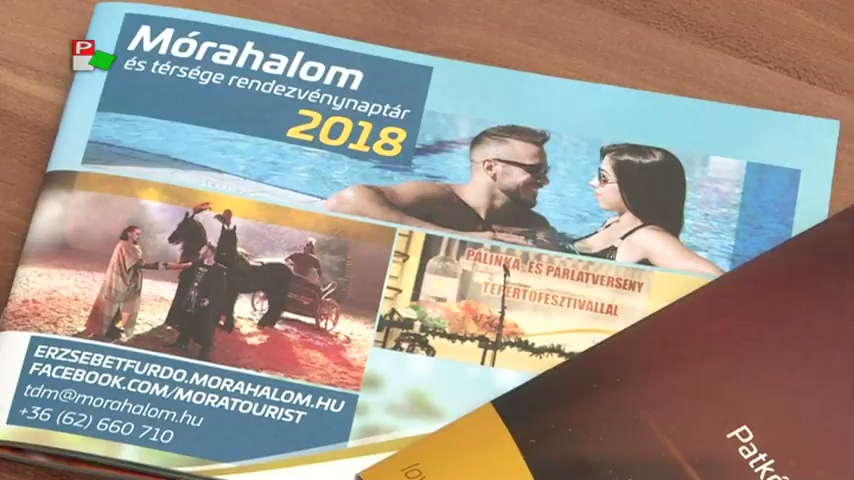 P
Mórahalom
és térsége rendezvénynaptár
2018
PÁLINKA, ÉS PÁRLATVERSENY
TEPERTŐFESZTIVÁLLAL
ERZSEBETFURDO.MORAHALOM.HU
FACEBOOK.COM/MORATOURIST
tdm@morahalom.hu
+36 (62) 660 710